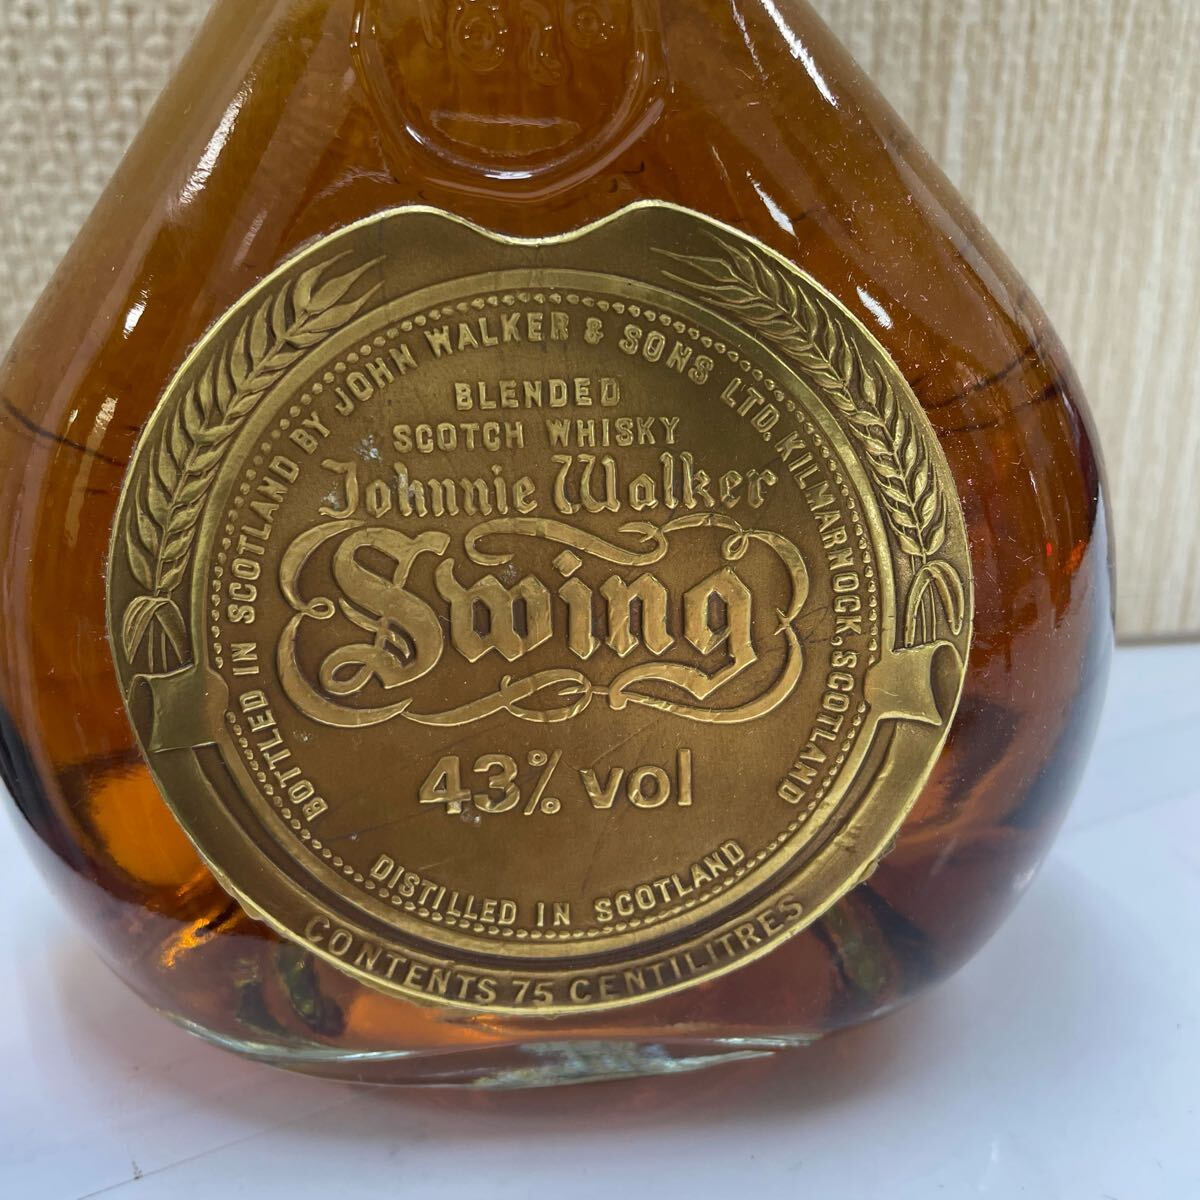 BOTTLED IN SCOTLAND BY JOHN WALKER & SONS LTD. KILMARNOCK, SCOTLAND
BLENDED
SCOTCH WHISKY
Johnnie Walker
Swing
43% vol
DISTILLED IN SCOTLAND
CONTENTS 75 CENTILITRES